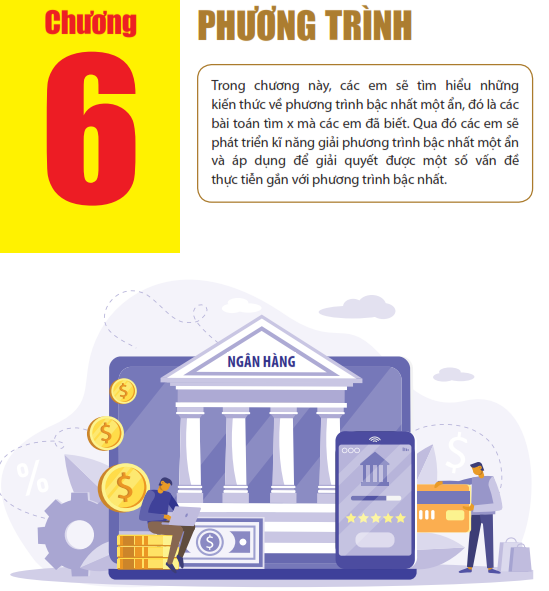 Chương
6
PHƯƠNG TRÌNH
Trong chương này, các em sẽ tìm hiểu những
kiến thức về phương trình bậc nhất một ẩn, đó là các
bài toán tìm x mà các em đã biết. Qua đó các em sẽ
phát triển kĩ năng giải phương trình bậc nhất một ẩn
và áp dụng để giải quyết được một số vấn đề
thực tiễn gắn với phương trình bậc nhất.
NGÂN HÀNG
$
$
$
%
$
$